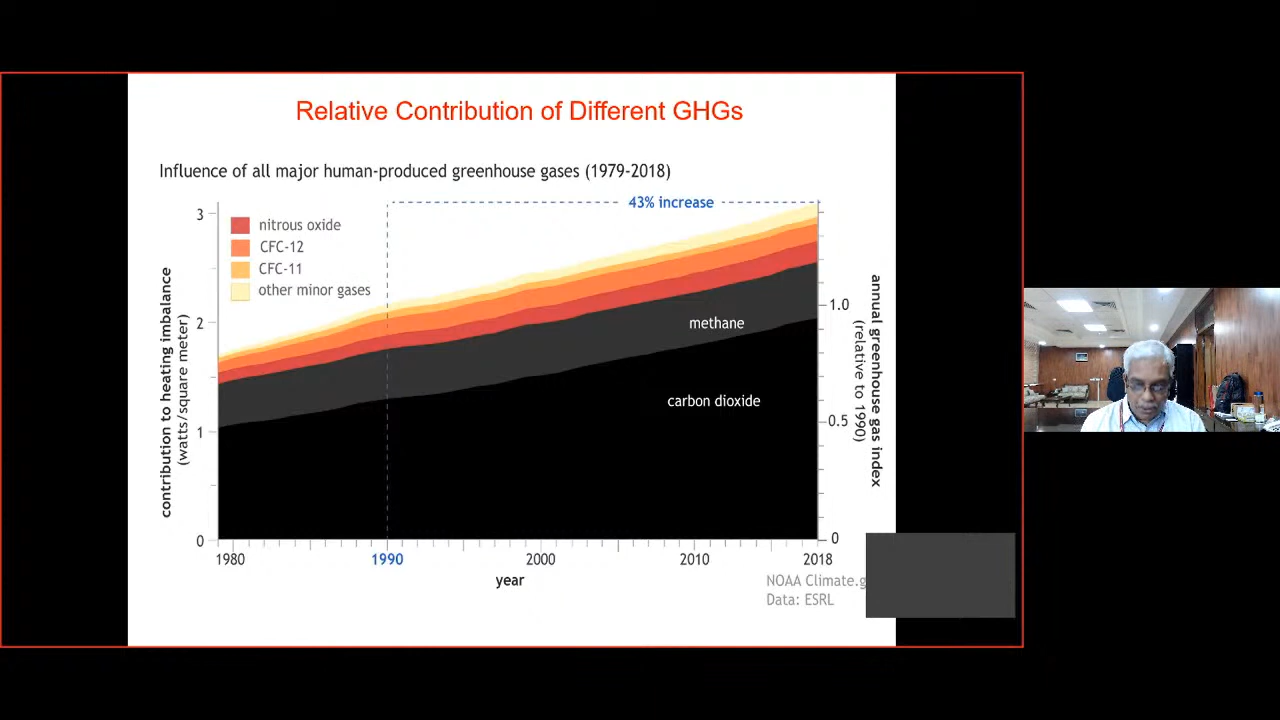 Relative Contribution of Different GHGs
Influence of all major human-produced greenhouse gases (1979-2018)
43% increase
nitrous oxide
CFC-12
CFC-11
other minor gases
methane
carbon dioxide
contribution to heating imbalance
(watts/square meter)
3
2
1
0
annual greenhouse gas index
(relative to 1990)
1.0
0.5
0
1980
1990
2000
2010
2018
year
NOAA Climate.g
Data: ESRL